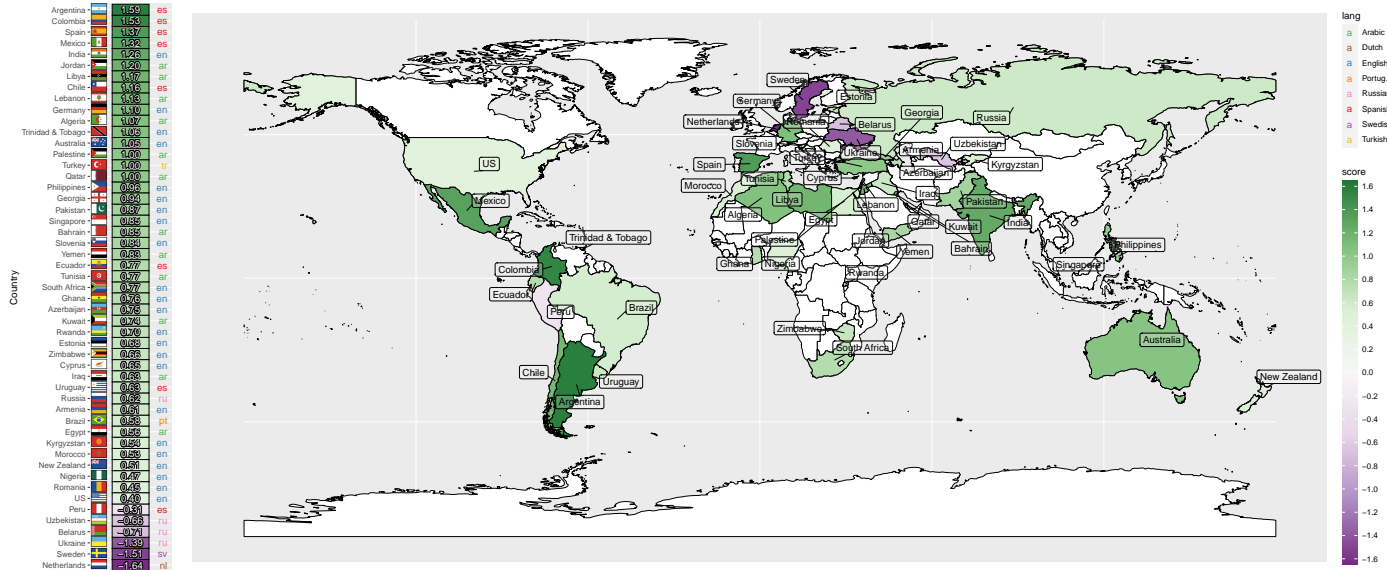 Country
Argentina 1.59 es
Colombia 1.53 es
Spain 1.37 es
Mexico 1.32 es
India 1.26 en
Jordan 1.20 ar
Libya 1.17 ar
Chile 1.16 es
Lebanon 1.13 ar
Germany 1.10 en
Algeria 1.07 ar
Trinidad & Tobago 1.06 en
Australia 1.05 en
Palestine 1.00 ar
Turkey 1.00 tr
Qatar 1.00 ar
Philippines 0.96 en
Georgia 0.94 en
Pakistan 0.87 en
Singapore 0.85 en
Bahrain 0.85 ar
Slovenia 0.84 en
Yemen 0.83 ar
Ecuador 0.77 es
Tunisia 0.77 ar
South Africa 0.77 en
Ghana 0.76 en
Azerbaijan 0.75 en
Kuwait 0.74 ar
Rwanda 0.70 en
Estonia 0.68 en
Zimbabwe 0.66 en
Cyprus 0.65 en
Iraq 0.63 ar
Uruguay 0.63 es
Russia 0.62 ru
Armenia 0.61 en
Brazil 0.58 pt
Egypt 0.56 ar
Kyrgyzstan 0.54 en
Morocco 0.53 en
New Zealand 0.51 en
Nigeria 0.47 en
Romania 0.45 en
US 0.40 en
Peru −0.31 es
Uzbekistan −0.66 ru
Belarus −0.71 ru
Ukraine −1.39 ru
Sweden −1.51 sv
Netherlands −1.64 nl
Sweden
Germany
Estonia
Netherlands
Romania
Belarus
Georgia
Russia
Slovenia
Ukraine
Armenia
Uzbekistan
US
Spain
Turkey
Kyrgyzstan
Tunisia
Cyprus
Azerbaijan
Morocco
Iraq
Mexico
Libya
Lebanon
Pakistan
Algeria
Egypt
Qatar
Kuwait
India
Trinidad & Tobago
Palestine
Jordan
Yemen
Bahrain
Philippines
Colombia
Ghana
Nigeria
Rwanda
Singapore
Ecuador
Peru
Brazil
Zimbabwe
South Africa
Australia
Chile
Uruguay
New Zealand
Argentina
lang
a Arabic
a Dutch
a English
a Portug.
a Russian
a Spanish
a Swedis
a Turkish
score
1.6
1.4
1.2
1.0
0.8
0.6
0.4
0.2
0.0
−0.2
−0.4
−0.6
−0.8
−1.0
−1.2
−1.4
−1.6